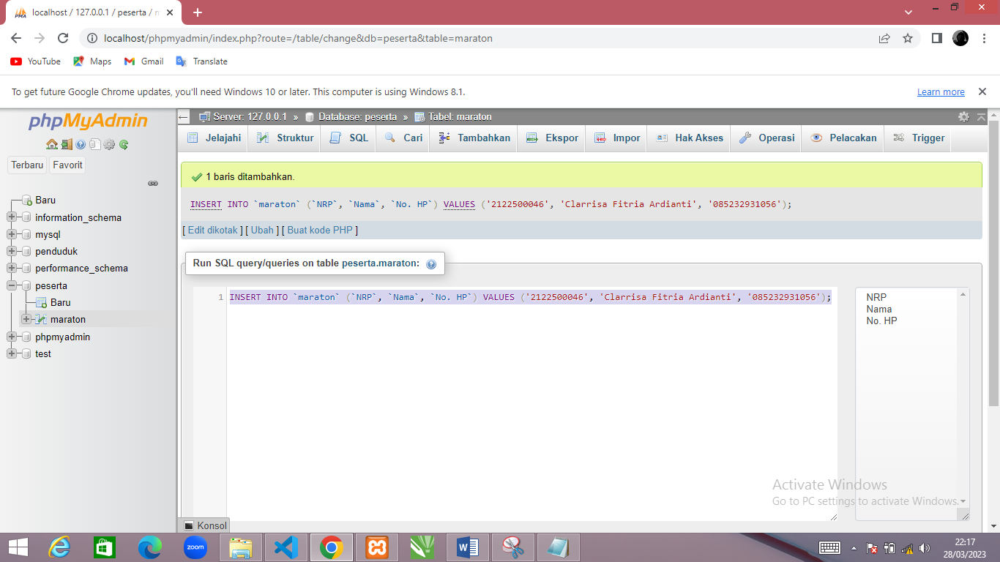 localhost / 127.0.0.1 / peserta / m
localhost/phpmyadmin/index.php?route=/table/change&db=peserta&table=maraton
YouTube Maps Gmail Translate
To get future Google Chrome updates, you'll need Windows 10 or later. This computer is using Windows 8.1. Learn more
phpMyAdmin
Terbaru Favorit
Baru
information_schema
mysql
penduduk
performance_schema
peserta
Baru
maraton
phpmyadmin
test
Server: 127.0.0.1 » Database: peserta » Tabel: maraton
Jelajahi Struktur SQL Cari Tambahkan Ekspor Impor Hak Akses Operasi Pelacakan Trigger
1 baris ditambahkan.
INSERT INTO `maraton` (`NRP`, `Nama`, `No. HP`) VALUES ('2122500046', 'Clarrisa Fitria Ardianti', '085232931056');
[ Edit dikotak ] [ Ubah ] [ Buat kode PHP ]
Run SQL query/queries on table peserta.maraton:
1 INSERT INTO `maraton` (`NRP`, `Nama`, `No. HP`) VALUES ('2122500046', 'Clarrisa Fitria Ardianti', '085232931056');
NRP
Nama
No. HP
Activate Windows
Go to PC settings to activate Windows.
Konsol
zoom
22:17
28/03/2023